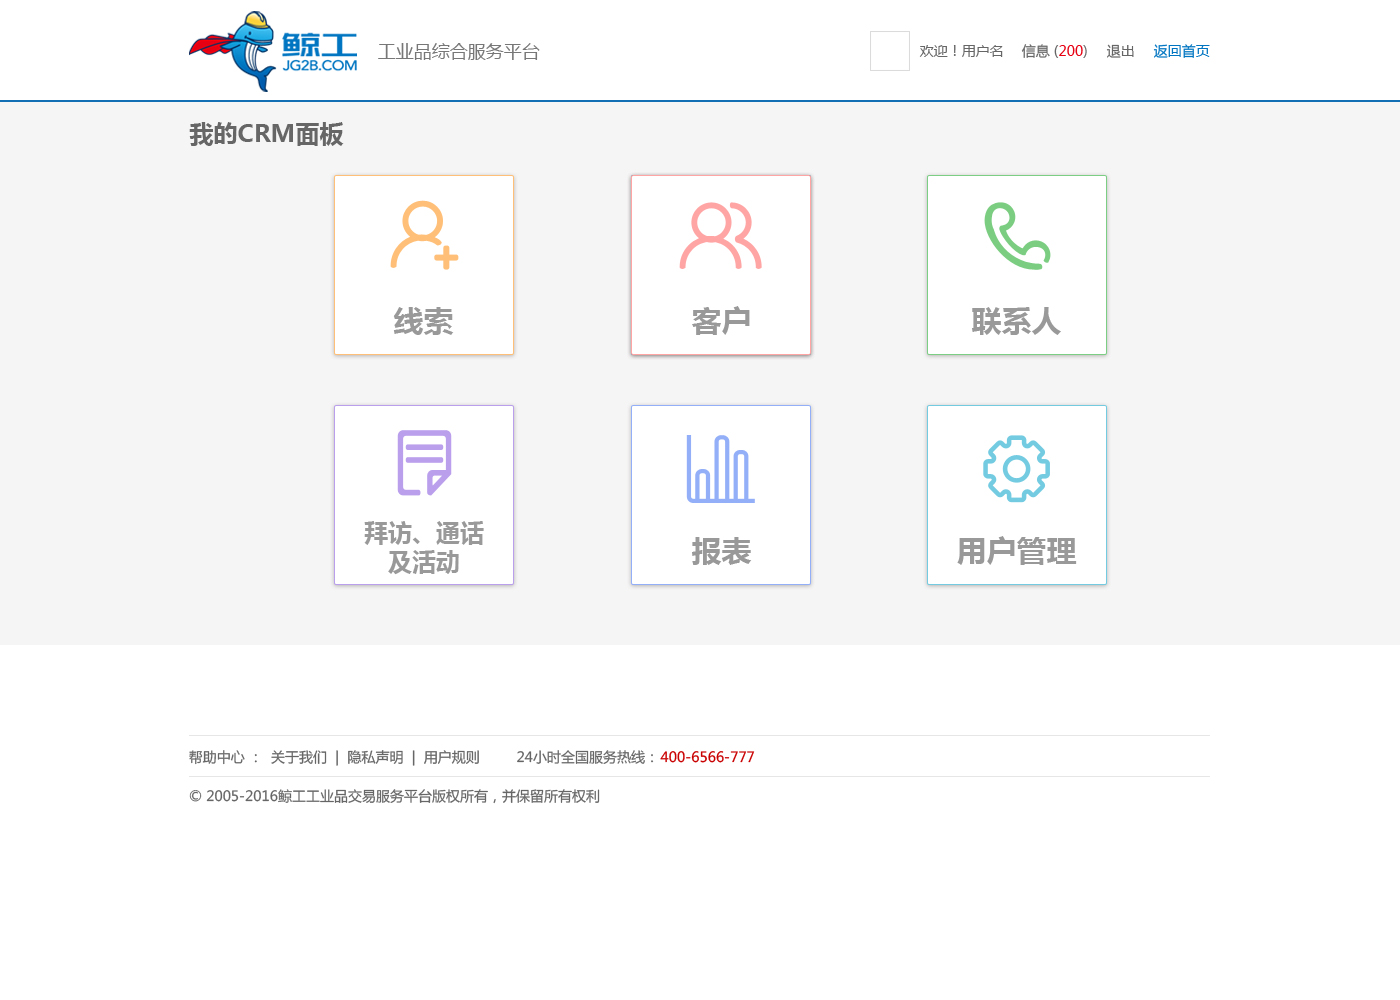 鲸工
JG2B.COM
工业品综合服务平台
欢迎！用户名 信息 (200) 退出 返回首页
我的CRM面板
线索
客户
联系人
拜访、通话
及活动
报表
用户管理
帮助中心 ： 关于我们 | 隐私声明 | 用户规则 24小时全国服务热线：400-6566-777
© 2005-2016鲸工工业品交易服务平台版权所有，并保留所有权利